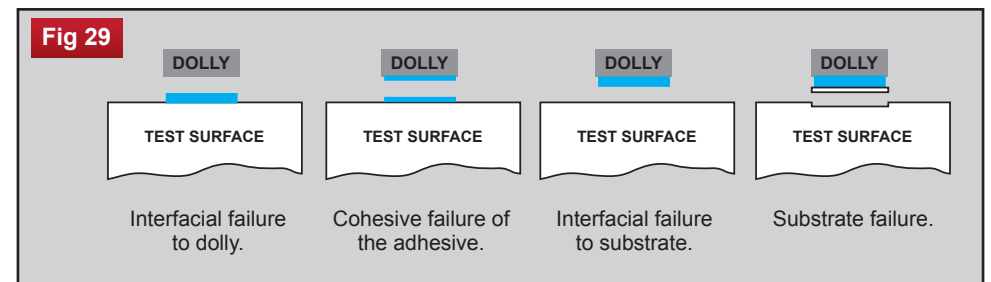 Fig 29
DOLLY
DOLLY
DOLLY
DOLLY
TEST SURFACE
TEST SURFACE
TEST SURFACE
TEST SURFACE
Interfacial failure
to dolly.
Cohesive failure of
the adhesive.
Interfacial failure
to substrate.
Substrate failure.